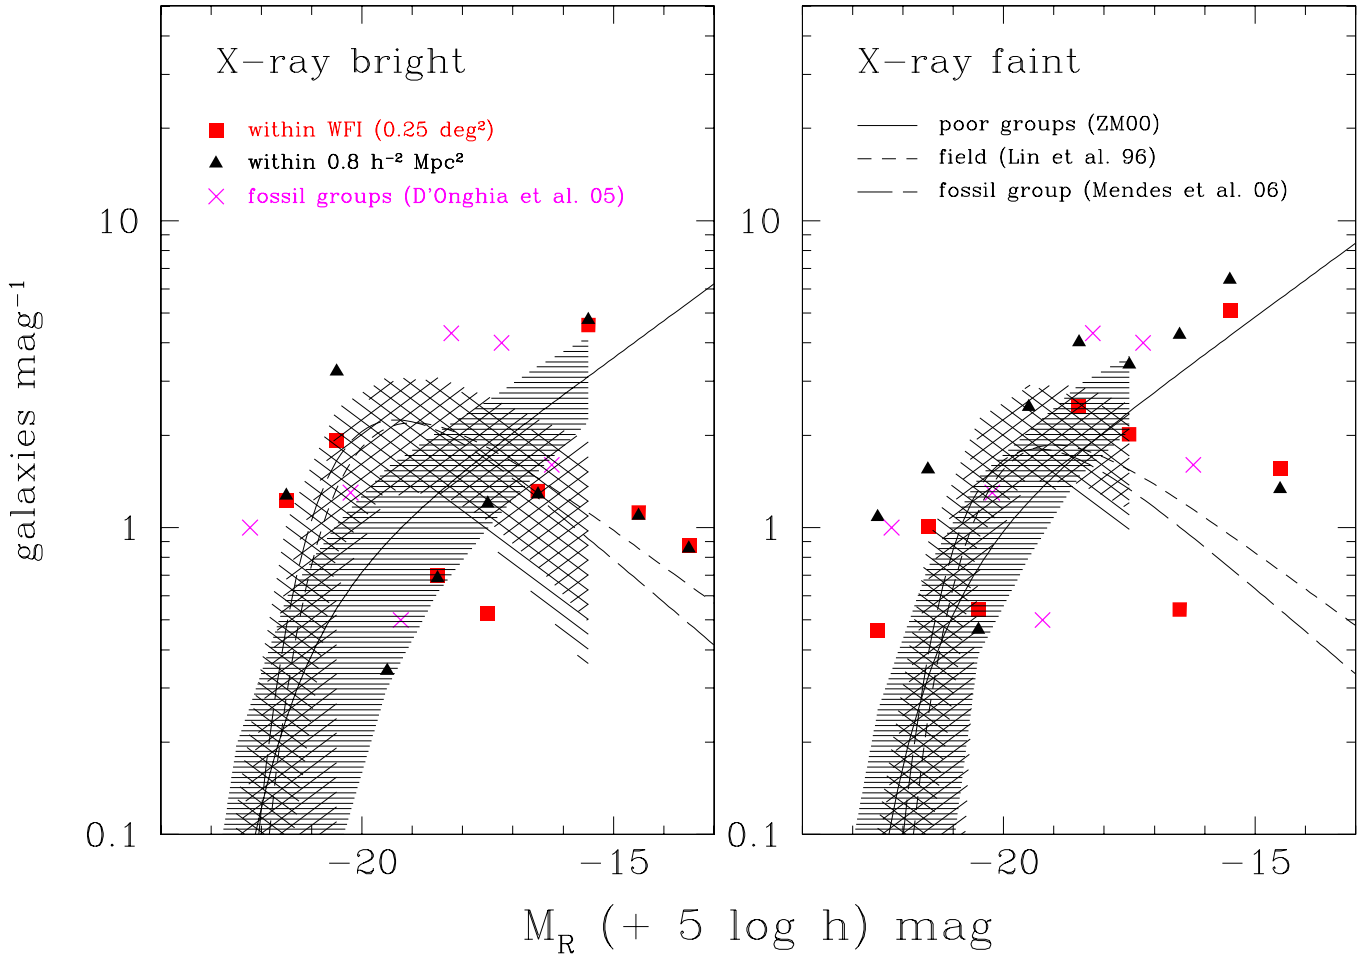 X-ray bright
within WFI (0.25 deg²)
within 0.8 h⁻² Mpc²
fossil groups (D'Onghia et al. 05)
X-ray faint
poor groups (ZM00)
field (Lin et al. 96)
fossil group (Mendes et al. 06)
galaxies mag⁻¹
10
1
0.1
10
1
0.1
-20
-15
-20
-15
M_R (+ 5 log h) mag